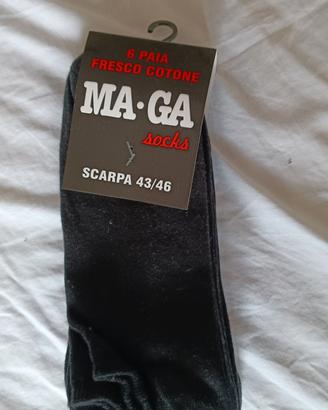 6 PAIA
FRESCO COTONE
MA·GA
socks
SCARPA 43/46